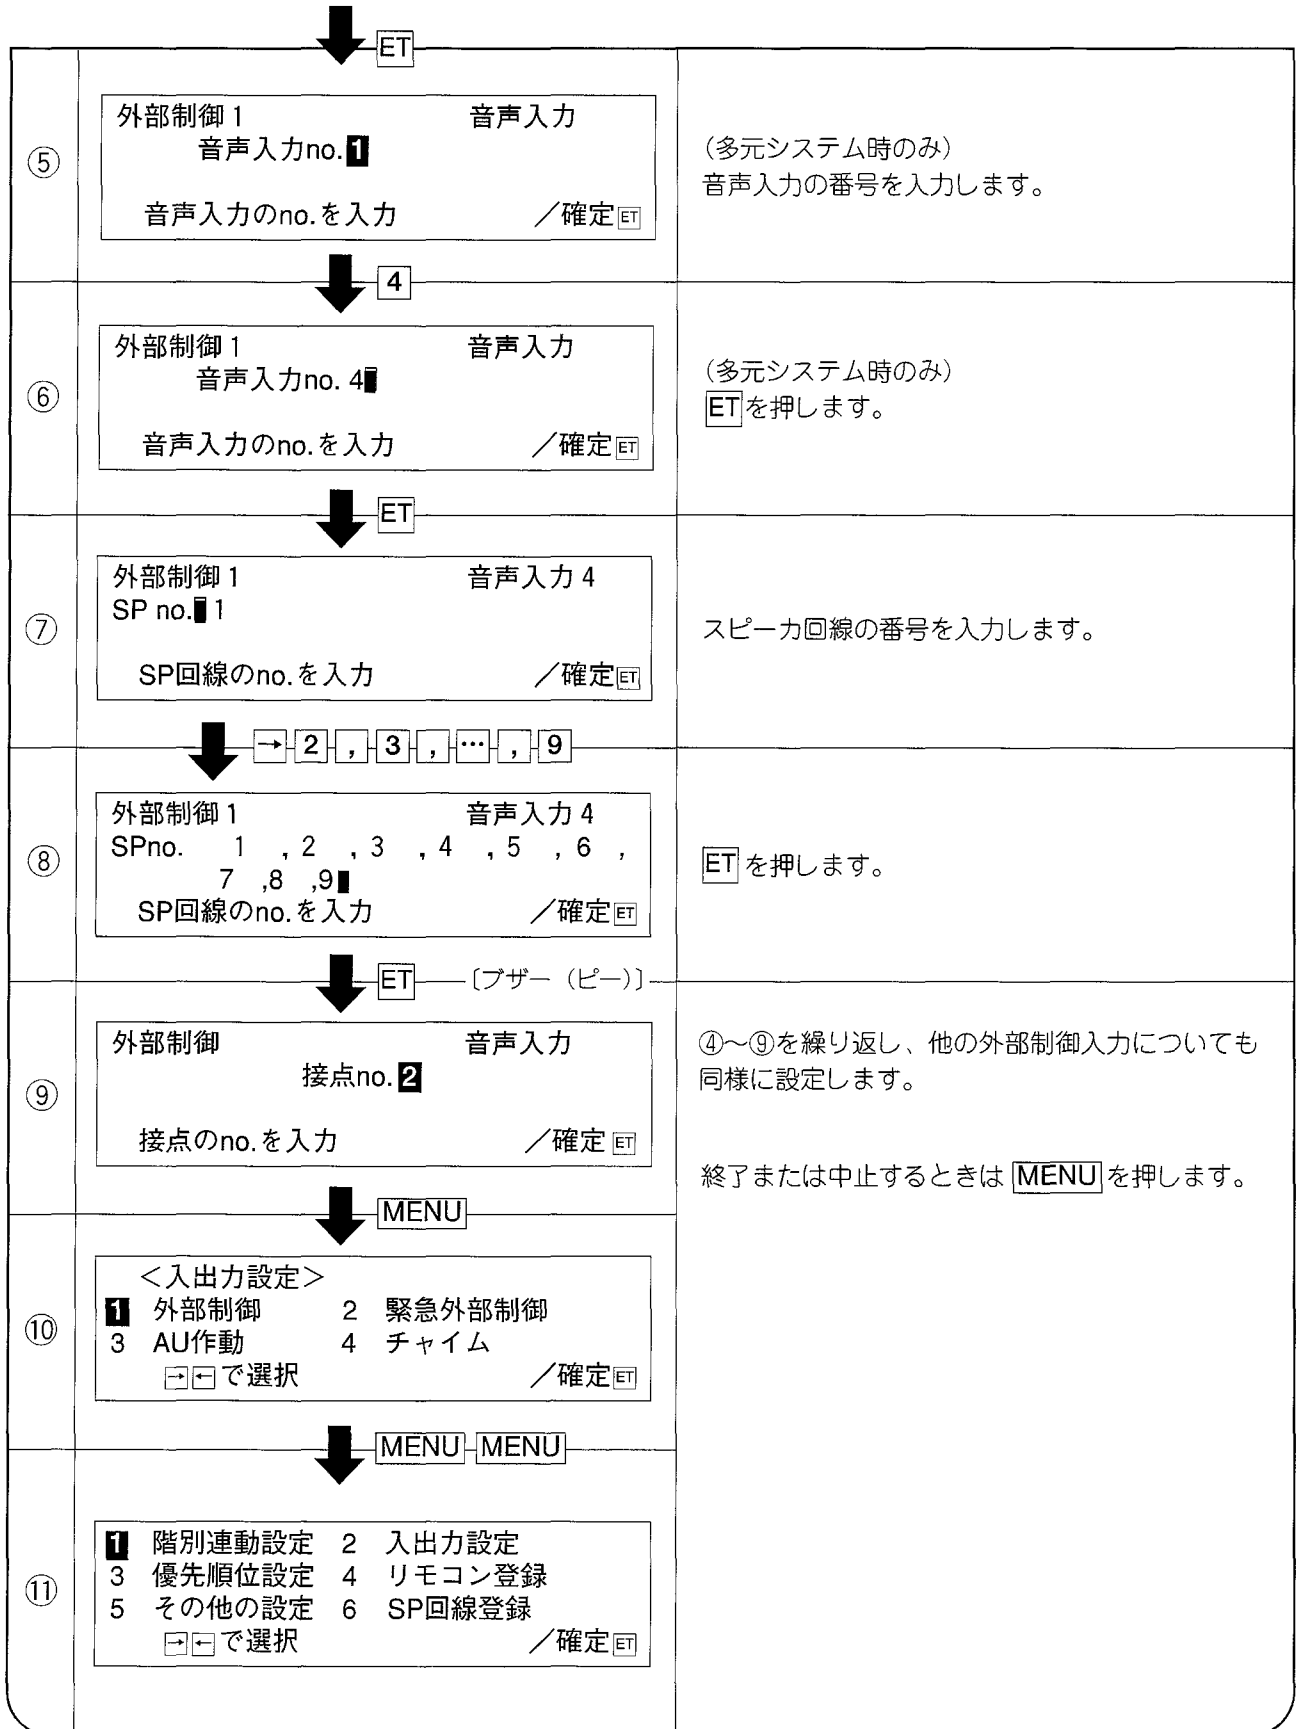 ET
⑤
外部制御1 音声入力
音声入力no.1
音声入力のno.を入力 ／確定ET
（多元システム時のみ）
音声入力の番号を入力します。
4
⑥
外部制御1 音声入力
音声入力no. 4
音声入力のno.を入力 ／確定ET
（多元システム時のみ）
ETを押します。
ET
⑦
外部制御1 音声入力 4
SP no. 1
SP回線のno.を入力 ／確定ET
スピーカ回線の番号を入力します。
→ 2 , 3 , … , 9
⑧
外部制御1 音声入力 4
SPno. 1 ,2 ,3 ,4 ,5 ,6 ,
7 ,8 ,9
SP回線のno.を入力 ／確定ET
ETを押します。
ET 〔ブザー（ピー）〕
⑨
外部制御 音声入力
接点no.2
接点のno.を入力 ／確定ET
④～⑨を繰り返し、他の外部制御入力についても
同様に設定します。
終了または中止するときはMENUを押します。
MENU
⑩
＜入出力設定＞
1 外部制御 2 緊急外部制御
3 AU作動 4 チャイム
→←で選択 ／確定ET
MENU MENU
⑪
1 階別連動設定 2 入出力設定
3 優先順位設定 4 リモコン登録
5 その他の設定 6 SP回線登録
→←で選択 ／確定ET